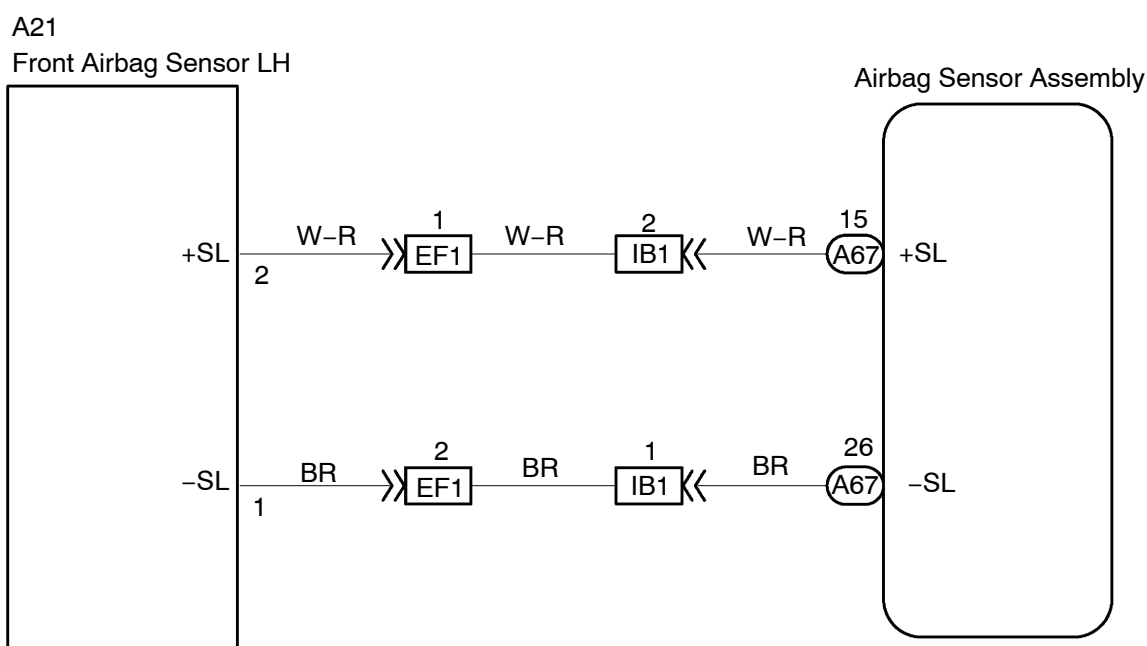 A21
Front Airbag Sensor LH
Airbag Sensor Assembly
+SL
2
W−R
1
EF1
W−R
2
IB1
W−R
15
A67
+SL
−SL
1
BR
2
EF1
BR
1
IB1
BR
26
A67
−SL